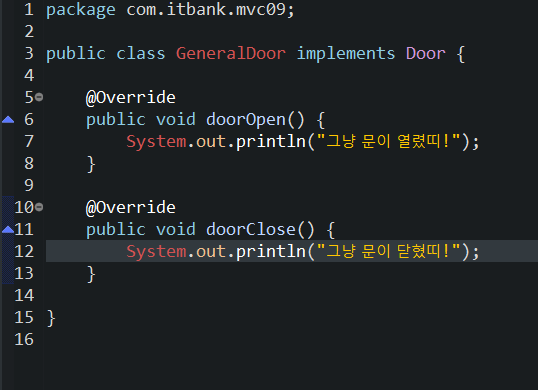 1 package com.itbank.mvc09;
2
3 public class GeneralDoor implements Door {
4
5 @Override
6 public void doorOpen() {
7 System.out.println("그냥 문이 열렸띠!");
8 }
9
10 @Override
11 public void doorClose() {
12 System.out.println("그냥 문이 닫혔띠!");
13 }
14
15 }
16